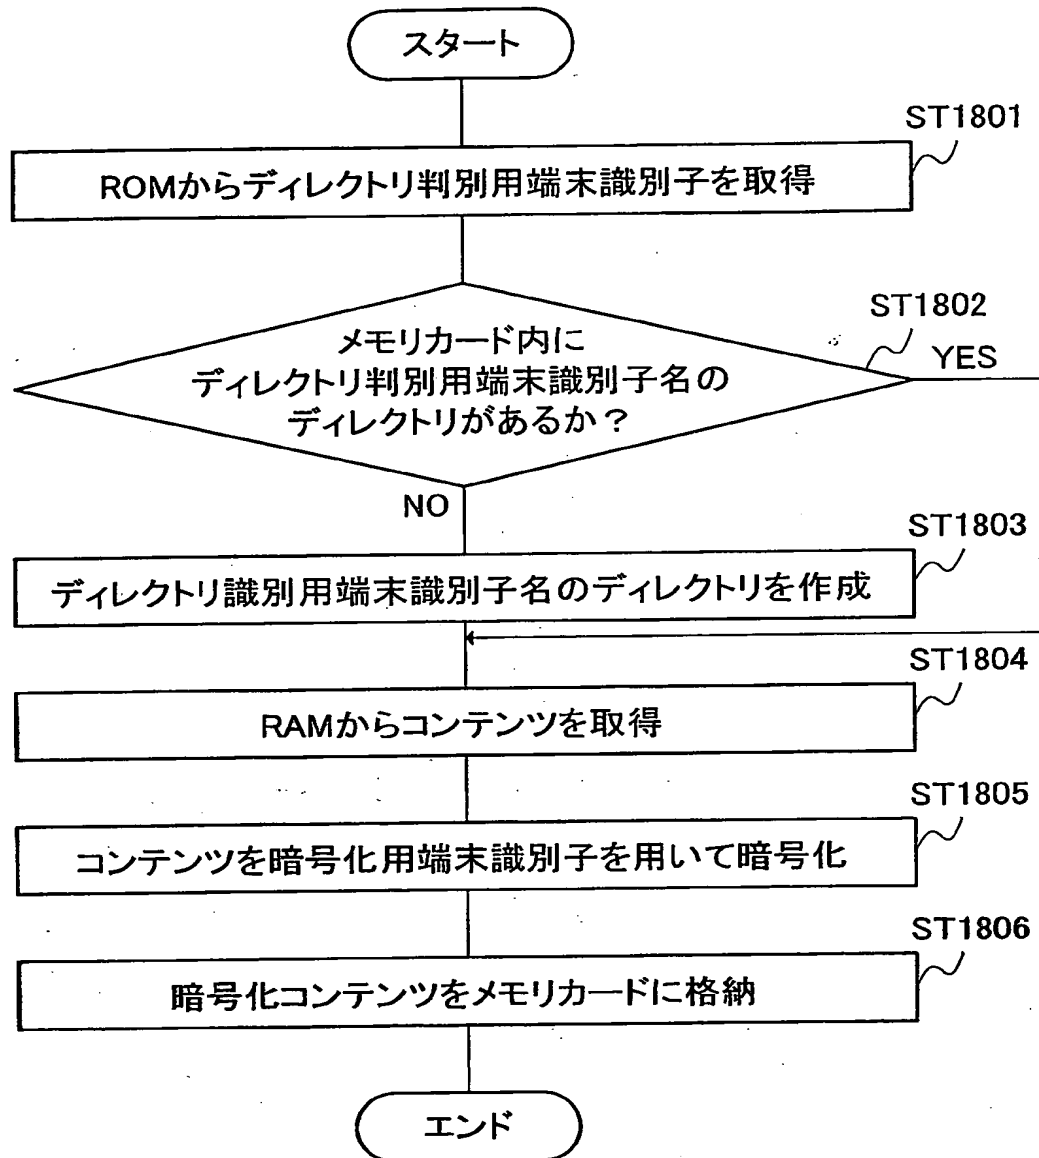 スタート
ST1801
ROMからディレクトリ判別用端末識別子を取得
ST1802
メモリカード内に
ディレクトリ判別用端末識別子名の
ディレクトリがあるか？
YES
NO
ST1803
ディレクトリ識別用端末識別子名のディレクトリを作成
ST1804
RAMからコンテンツを取得
ST1805
コンテンツを暗号化用端末識別子を用いて暗号化
ST1806
暗号化コンテンツをメモリカードに格納
エンド